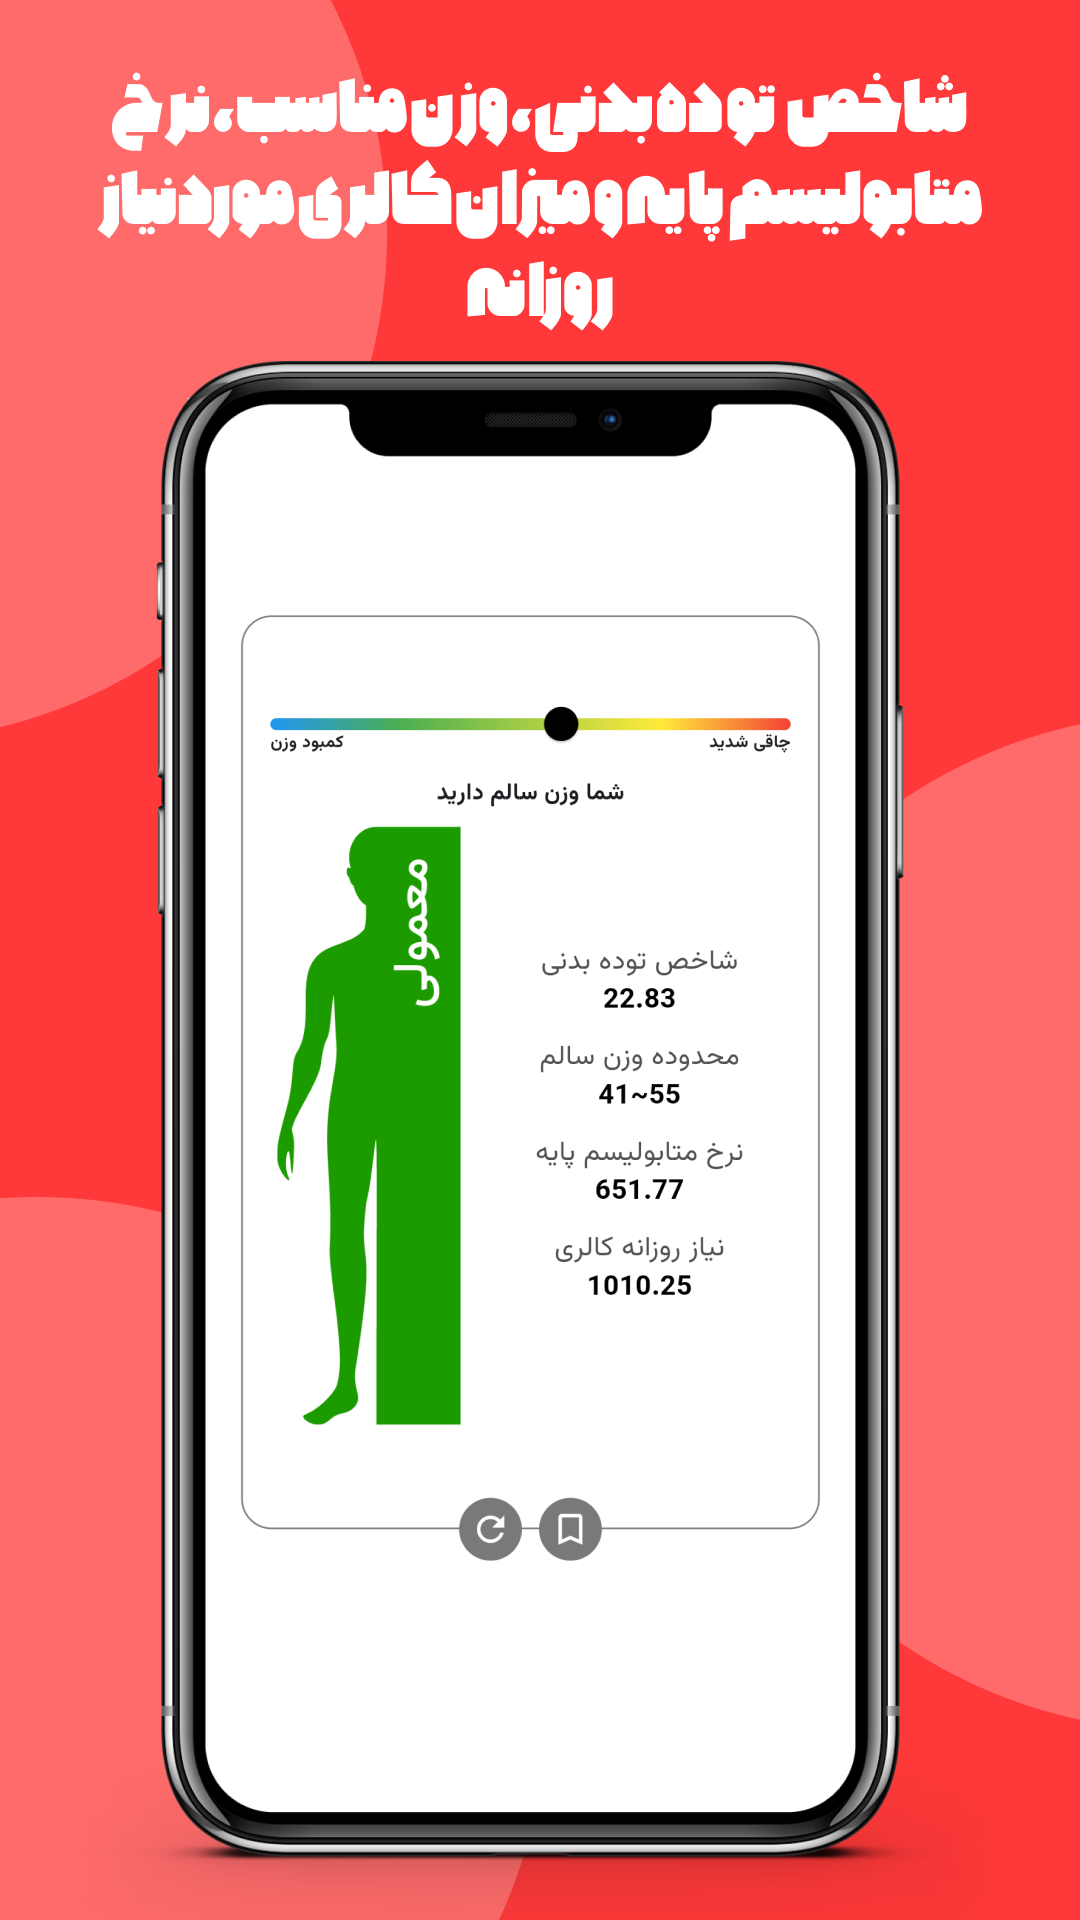 شاخص توده بدنی، وزن مناسب، نرخ
متابولیسم پایه و میزان کالری مورد نیاز
روزانه
چاقی شدید
کمبود وزن
شما وزن سالم دارید
معمولی
شاخص توده بدنی
22.83
محدوده وزن سالم
41~55
نرخ متابولیسم پایه
651.77
نیاز روزانه کالری
1010.25